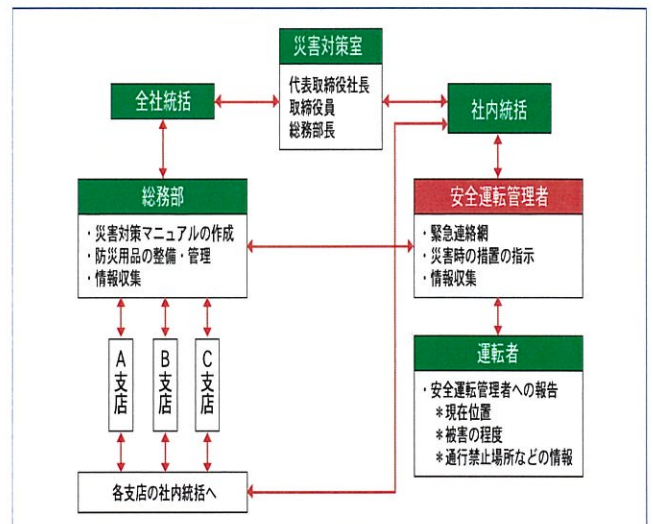 災害対策室
代表取締役社長
取締役員
総務部長
全社統括
社内統括
総務部
・災害対策マニュアルの作成
・防災用品の整備・管理
・情報収集
安全運転管理者
・緊急連絡網
・災害時の措置の指示
・情報収集
A支店
B支店
C支店
運転者
・安全運転管理者への報告
＊現在位置
＊被害の程度
＊通行禁止場所などの情報
各支店の社内統括へ